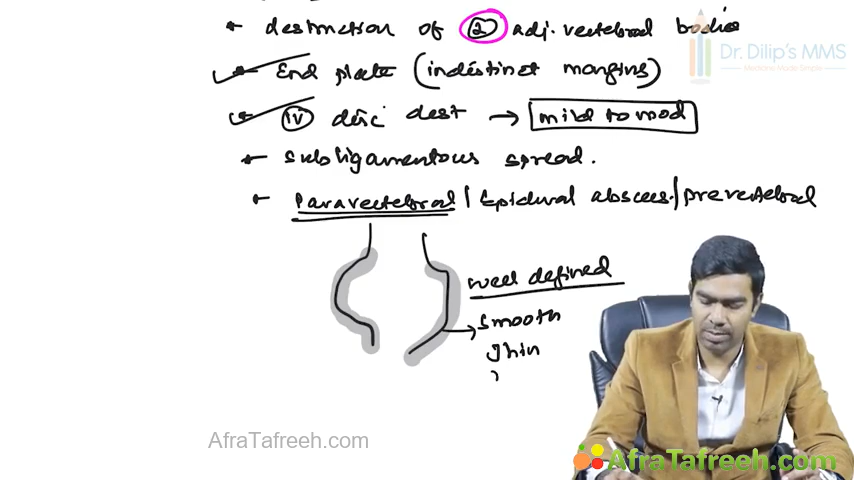 * destruction of (2) adj. vertebral bodies
Dr. Dilip's MMS
Medicine Made Simple
* End plate (indistinct margins)
* (iv) disc dest → mild to mod
* subligamentous spread.
* Paravertebral / Epidural abscess / prevertebral
well defined
→ smooth
Thin
AfraTafreeh.com
AfraTafreeh.com